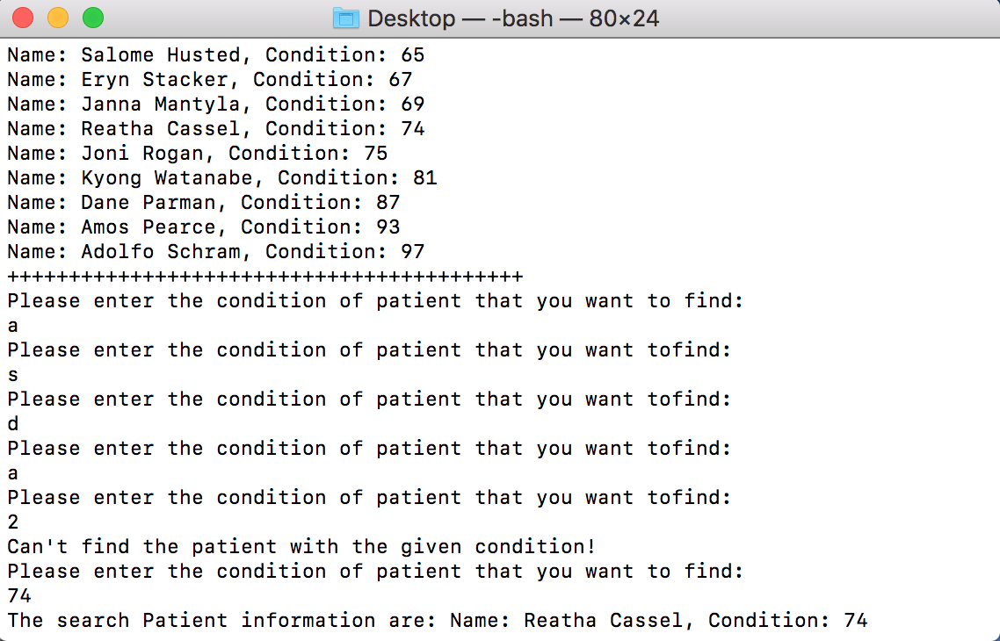 Desktop — -bash — 80×24
Name: Salome Husted, Condition: 65
Name: Eryn Stacker, Condition: 67
Name: Janna Mantyla, Condition: 69
Name: Reatha Cassel, Condition: 74
Name: Joni Rogan, Condition: 75
Name: Kyong Watanabe, Condition: 81
Name: Dane Parman, Condition: 87
Name: Amos Pearce, Condition: 93
Name: Adolfo Schram, Condition: 97
++++++++++++++++++++++++++++++++++++++++++
Please enter the condition of patient that you want to find:
a
Please enter the condition of patient that you want tofind:
s
Please enter the condition of patient that you want tofind:
d
Please enter the condition of patient that you want tofind:
a
Please enter the condition of patient that you want tofind:
2
Can't find the patient with the given condition!
Please enter the condition of patient that you want to find:
74
The search Patient information are: Name: Reatha Cassel, Condition: 74